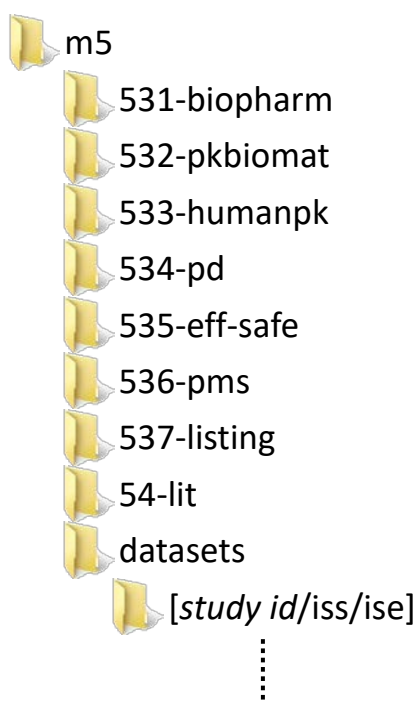 m5
531-biopharm
532-pkbiomat
533-humanpk
534-pd
535-eff-safe
536-pms
537-listing
54-lit
datasets
[study id/iss/ise]